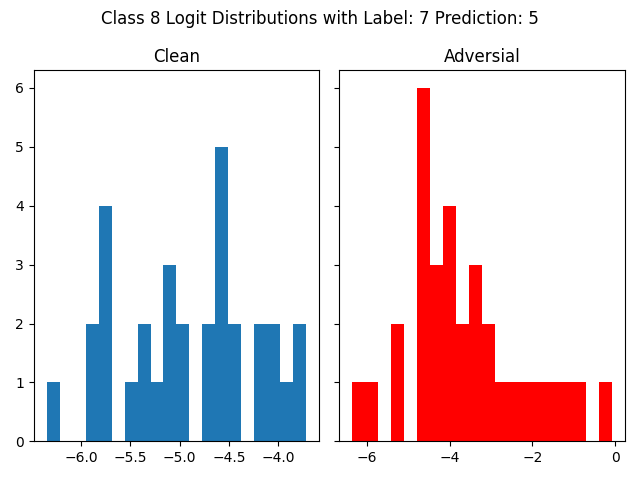 Class 8 Logit Distributions with Label: 7 Prediction: 5
Clean
Adversial
6
5
4
3
2
1
0
−6.0 −5.5 −5.0 −4.5 −4.0
−6 −4 −2 0